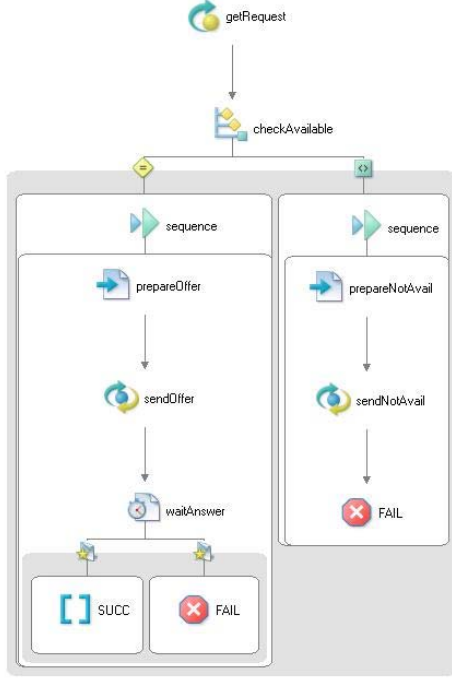 getRequest
checkAvailable
=
<>
sequence
sequence
prepareOffer
prepareNotAvail
sendOffer
sendNotAvail
waitAnswer
FAIL
SUCC
FAIL